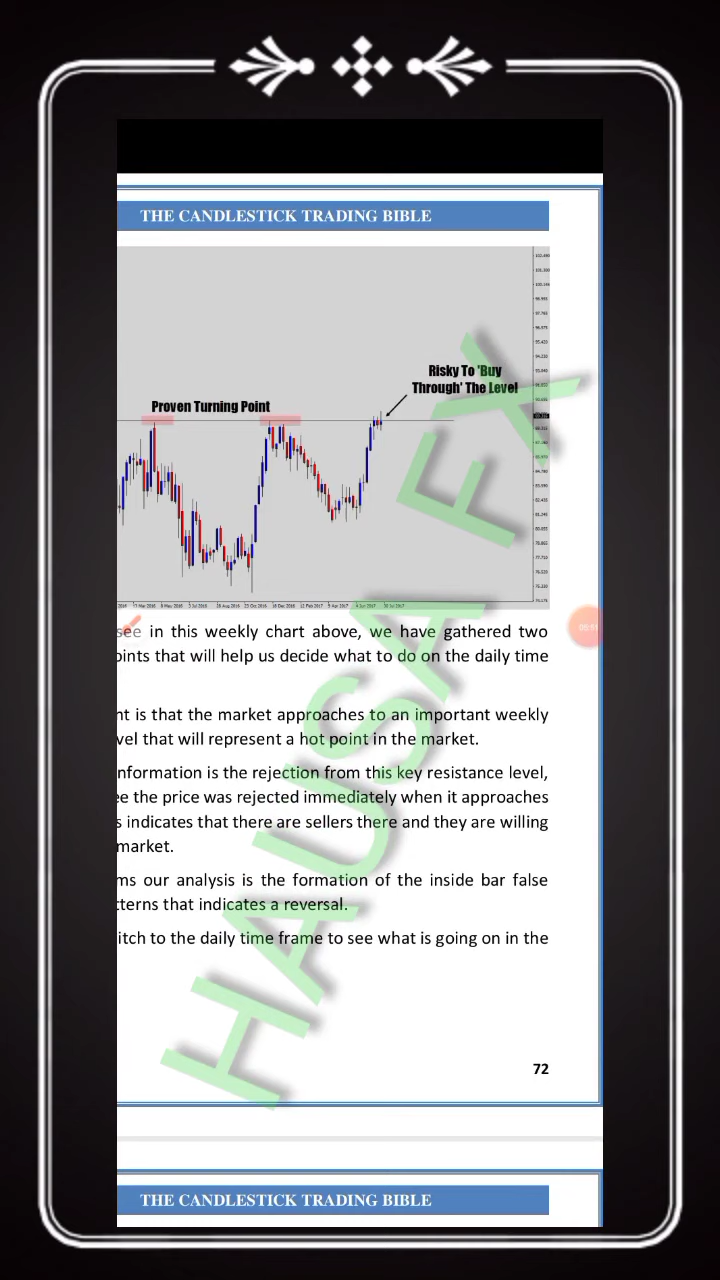 THE CANDLESTICK TRADING BIBLE
Risky To 'Buy
Through' The Level
Proven Turning Point
see in this weekly chart above, we have gathered two
oints that will help us decide what to do on the daily time
nt is that the market approaches to an important weekly
vel that will represent a hot point in the market.
nformation is the rejection from this key resistance level,
ee the price was rejected immediately when it approaches
s indicates that there are sellers there and they are willing
market.
ms our analysis is the formation of the inside bar false
tterns that indicates a reversal.
itch to the daily time frame to see what is going on in the
HAUSA FX
72
THE CANDLESTICK TRADING BIBLE